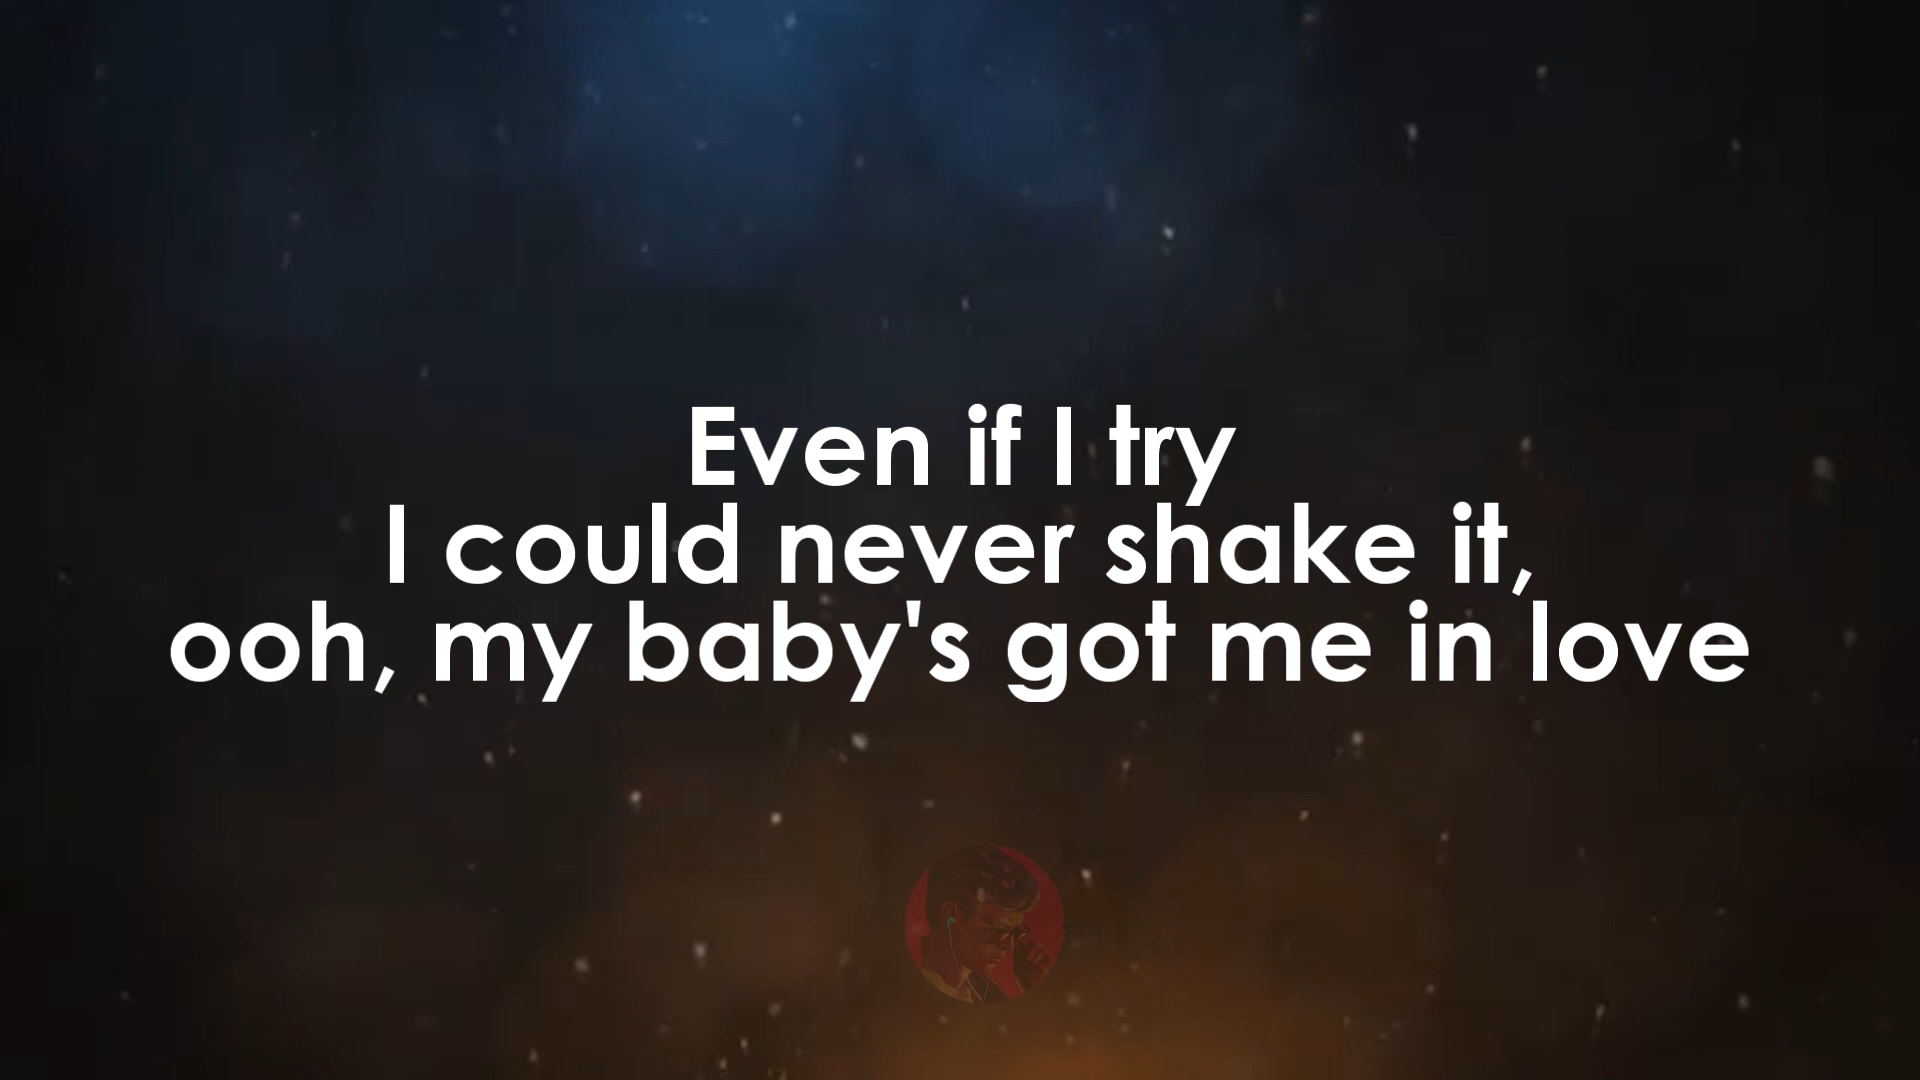 Even if I try
I could never shake it,
ooh, my baby's got me in love